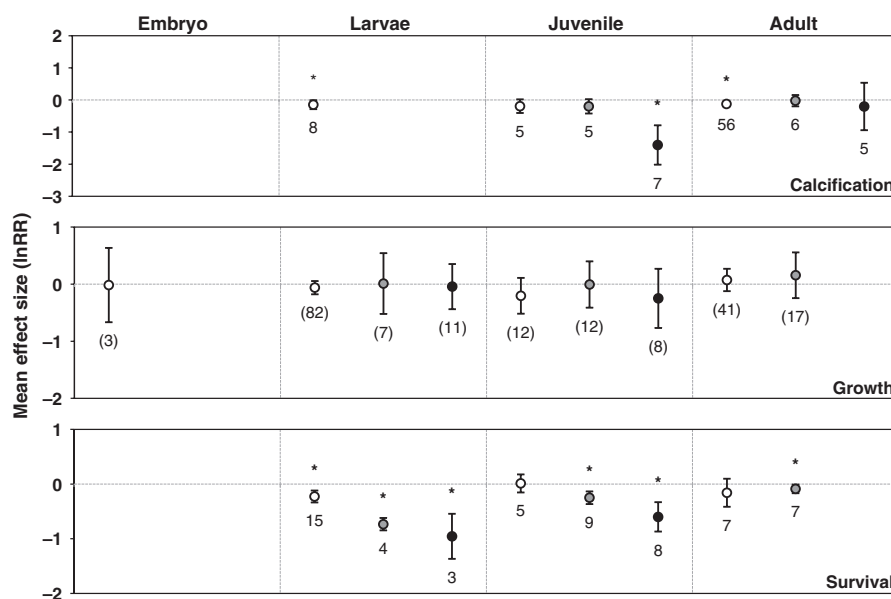 Embryo Larvae Juvenile Adult
Mean effect size (lnRR)
2
1
0
–1
–2
–3
* * *
8 5 5 7 56 6 5
Calcification
1
0
–1
–2
(3) (82) (7) (11) (12) (12) (8) (41) (17)
Growth
1
0
–1
–2
* * * * * *
15 4 3 5 9 8 7 7
Survival